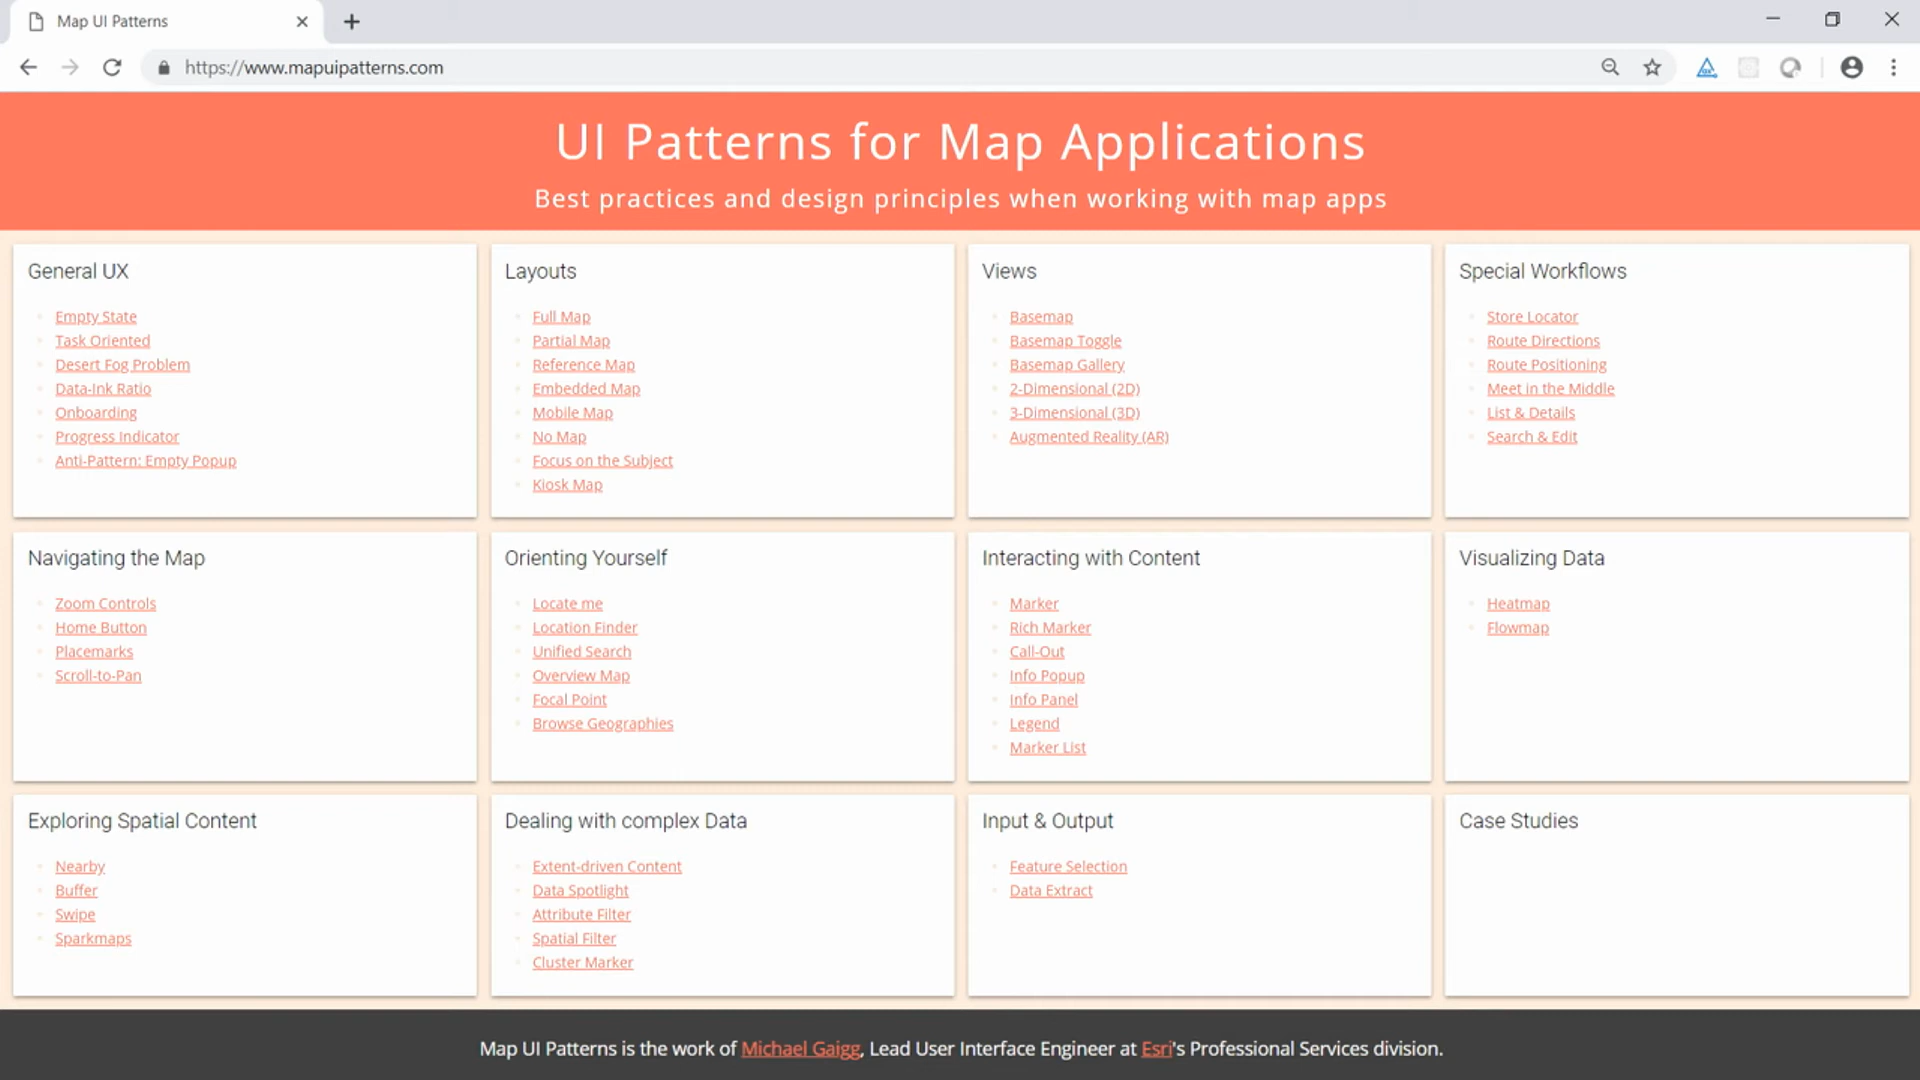 Map UI Patterns
https://www.mapuipatterns.com
UI Patterns for Map Applications
Best practices and design principles when working with map apps
General UX
Empty State
Task Oriented
Desert Fog Problem
Data-Ink Ratio
Onboarding
Progress Indicator
Anti-Pattern: Empty Popup
Layouts
Full Map
Partial Map
Reference Map
Embedded Map
Mobile Map
No Map
Focus on the Subject
Kiosk Map
Views
Basemap
Basemap Toggle
Basemap Gallery
2-Dimensional (2D)
3-Dimensional (3D)
Augmented Reality (AR)
Special Workflows
Store Locator
Route Directions
Route Positioning
Meet in the Middle
List & Details
Search & Edit
Navigating the Map
Zoom Controls
Home Button
Placemarks
Scroll-to-Pan
Orienting Yourself
Locate me
Location Finder
Unified Search
Overview Map
Focal Point
Browse Geographies
Interacting with Content
Marker
Rich Marker
Call-Out
Info Popup
Info Panel
Legend
Marker List
Visualizing Data
Heatmap
Flowmap
Exploring Spatial Content
Nearby
Buffer
Swipe
Sparkmaps
Dealing with complex Data
Extent-driven Content
Data Spotlight
Attribute Filter
Spatial Filter
Cluster Marker
Input & Output
Feature Selection
Data Extract
Case Studies
Map UI Patterns is the work of Michael Gaigg, Lead User Interface Engineer at Esri's Professional Services division.